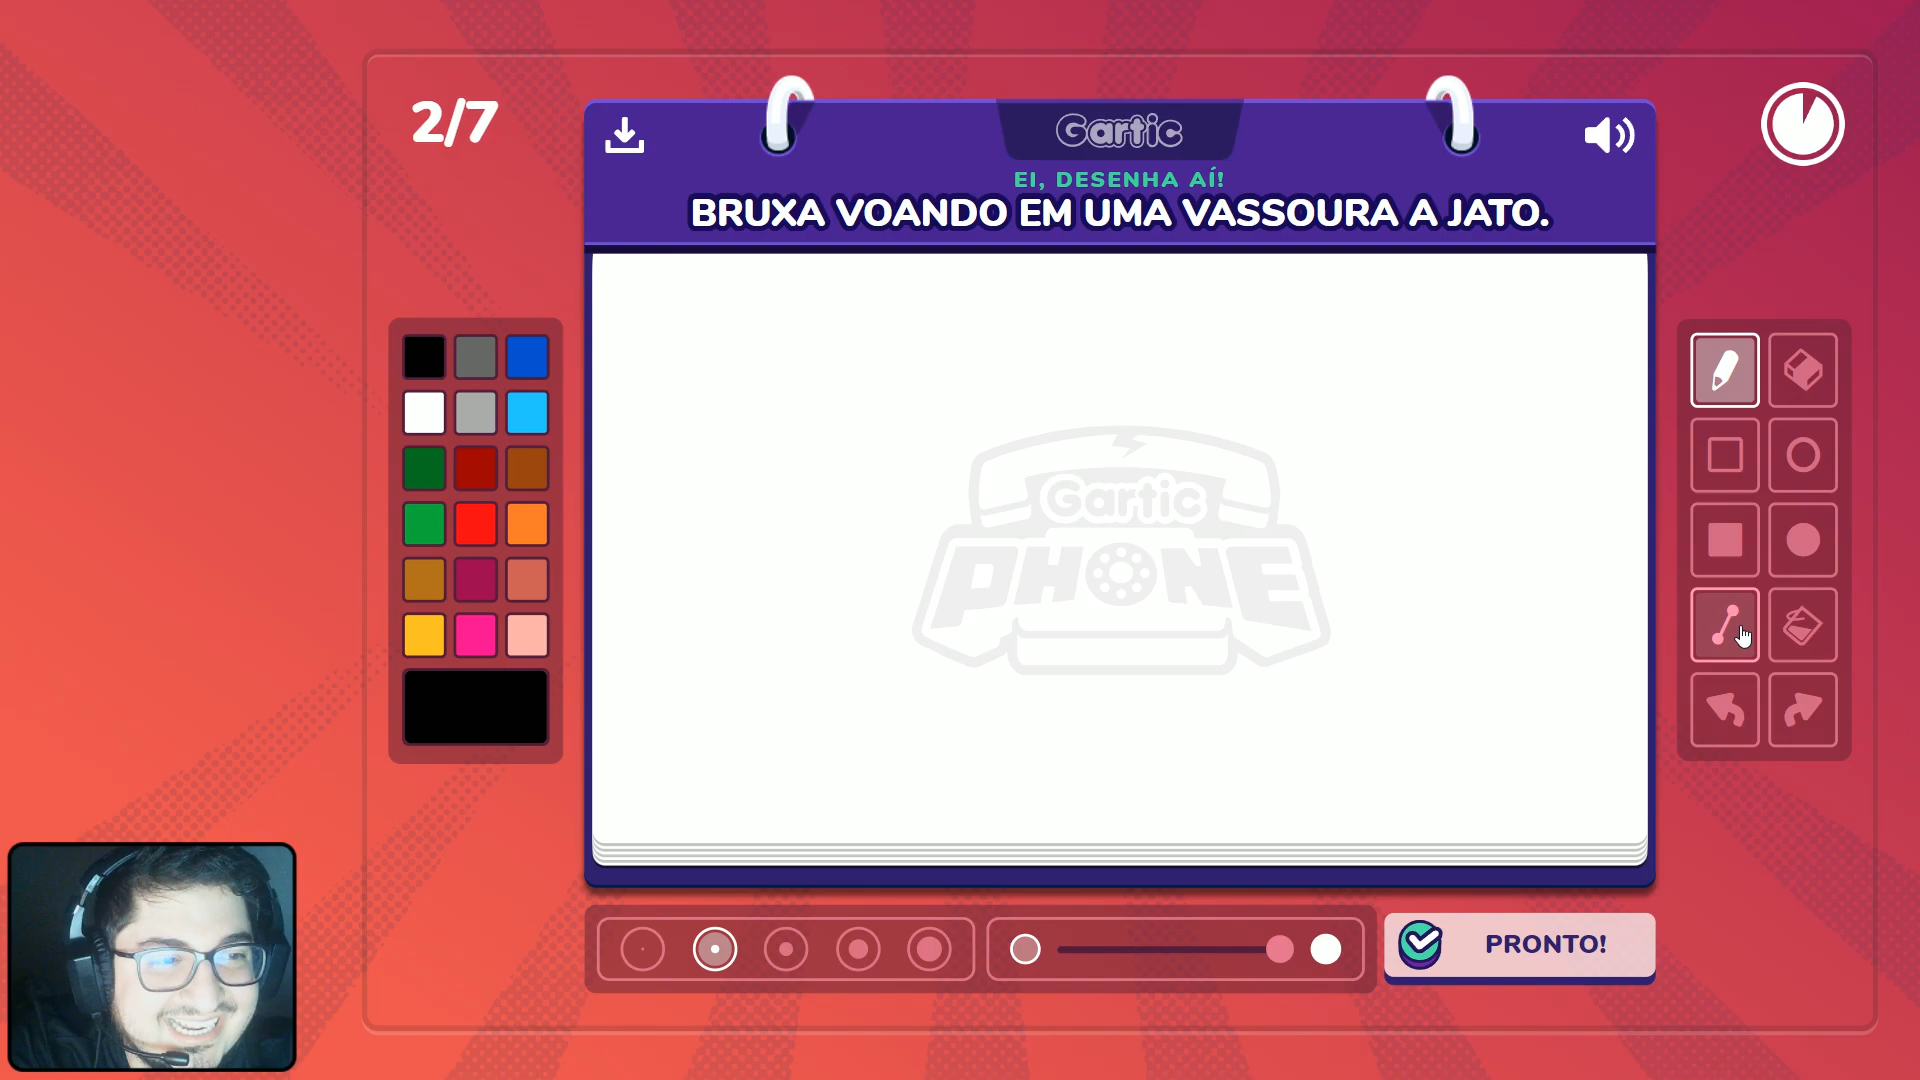 2/7
Gartic
EI, DESENHA AÍ!
BRUXA VOANDO EM UMA VASSOURA A JATO.
Gartic
PHONE
PRONTO!